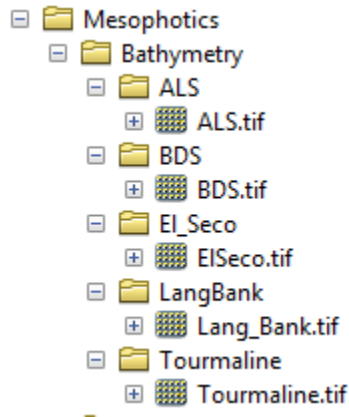 Mesophotics
Bathymetry
ALS
ALS.tif
BDS
BDS.tif
El_Seco
ElSeco.tif
LangBank
Lang_Bank.tif
Tourmaline
Tourmaline.tif